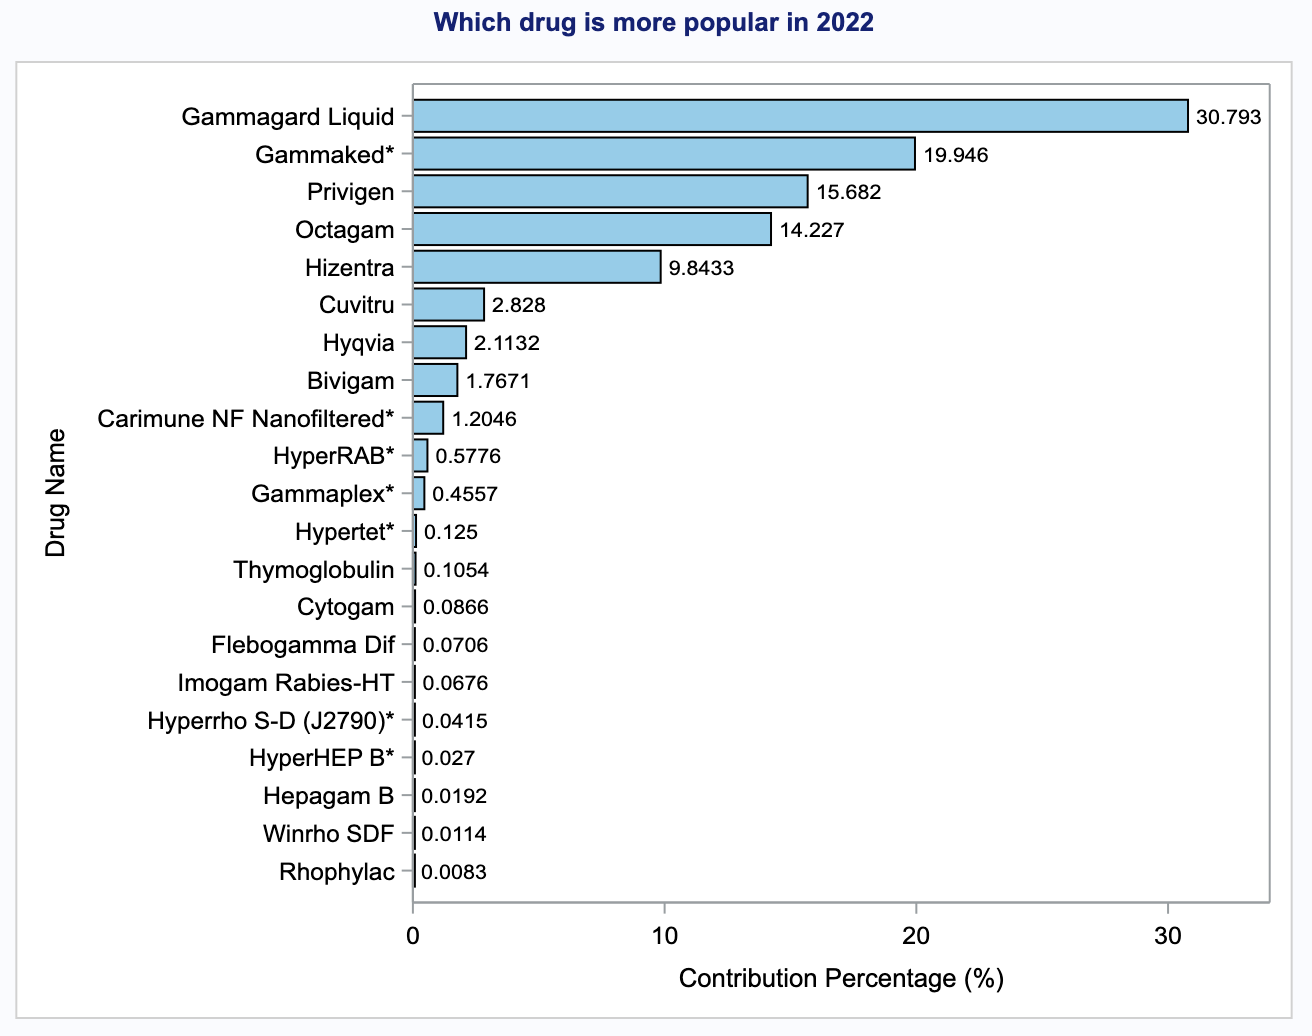 Which drug is more popular in 2022
Gammagard Liquid 30.793
Gammaked* 19.946
Privigen 15.682
Octagam 14.227
Hizentra 9.8433
Cuvitru 2.828
Hyqvia 2.1132
Bivigam 1.7671
Carimune NF Nanofiltered* 1.2046
HyperRAB* 0.5776
Gammaplex* 0.4557
Hypertet* 0.125
Thymoglobulin 0.1054
Cytogam 0.0866
Flebogamma Dif 0.0706
Imogam Rabies-HT 0.0676
Hyperrho S-D (J2790)* 0.0415
HyperHEP B* 0.027
Hepagam B 0.0192
Winrho SDF 0.0114
Rhophylac 0.0083
Drug Name
0 10 20 30
Contribution Percentage (%)